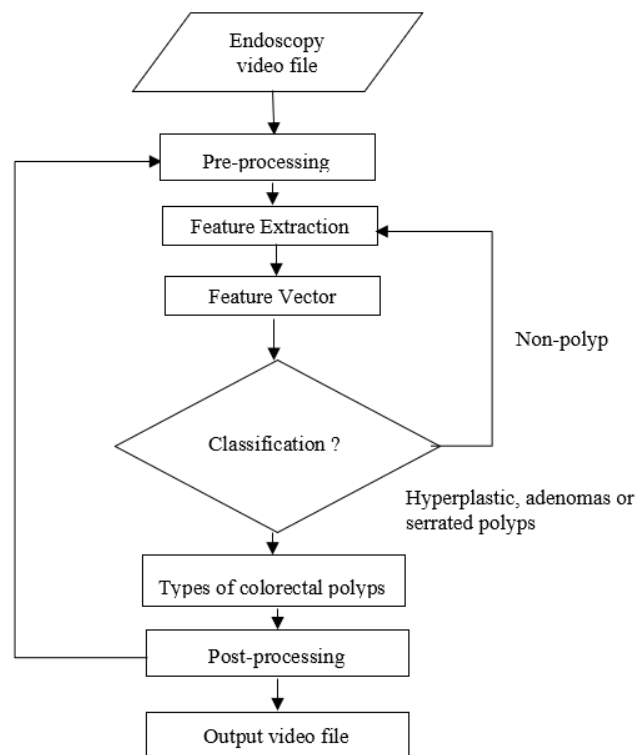 Endoscopy
video file
Pre-processing
Feature Extraction
Feature Vector
Non-polyp
Classification ?
Hyperplastic, adenomas or
serrated polyps
Types of colorectal polyps
Post-processing
Output video file